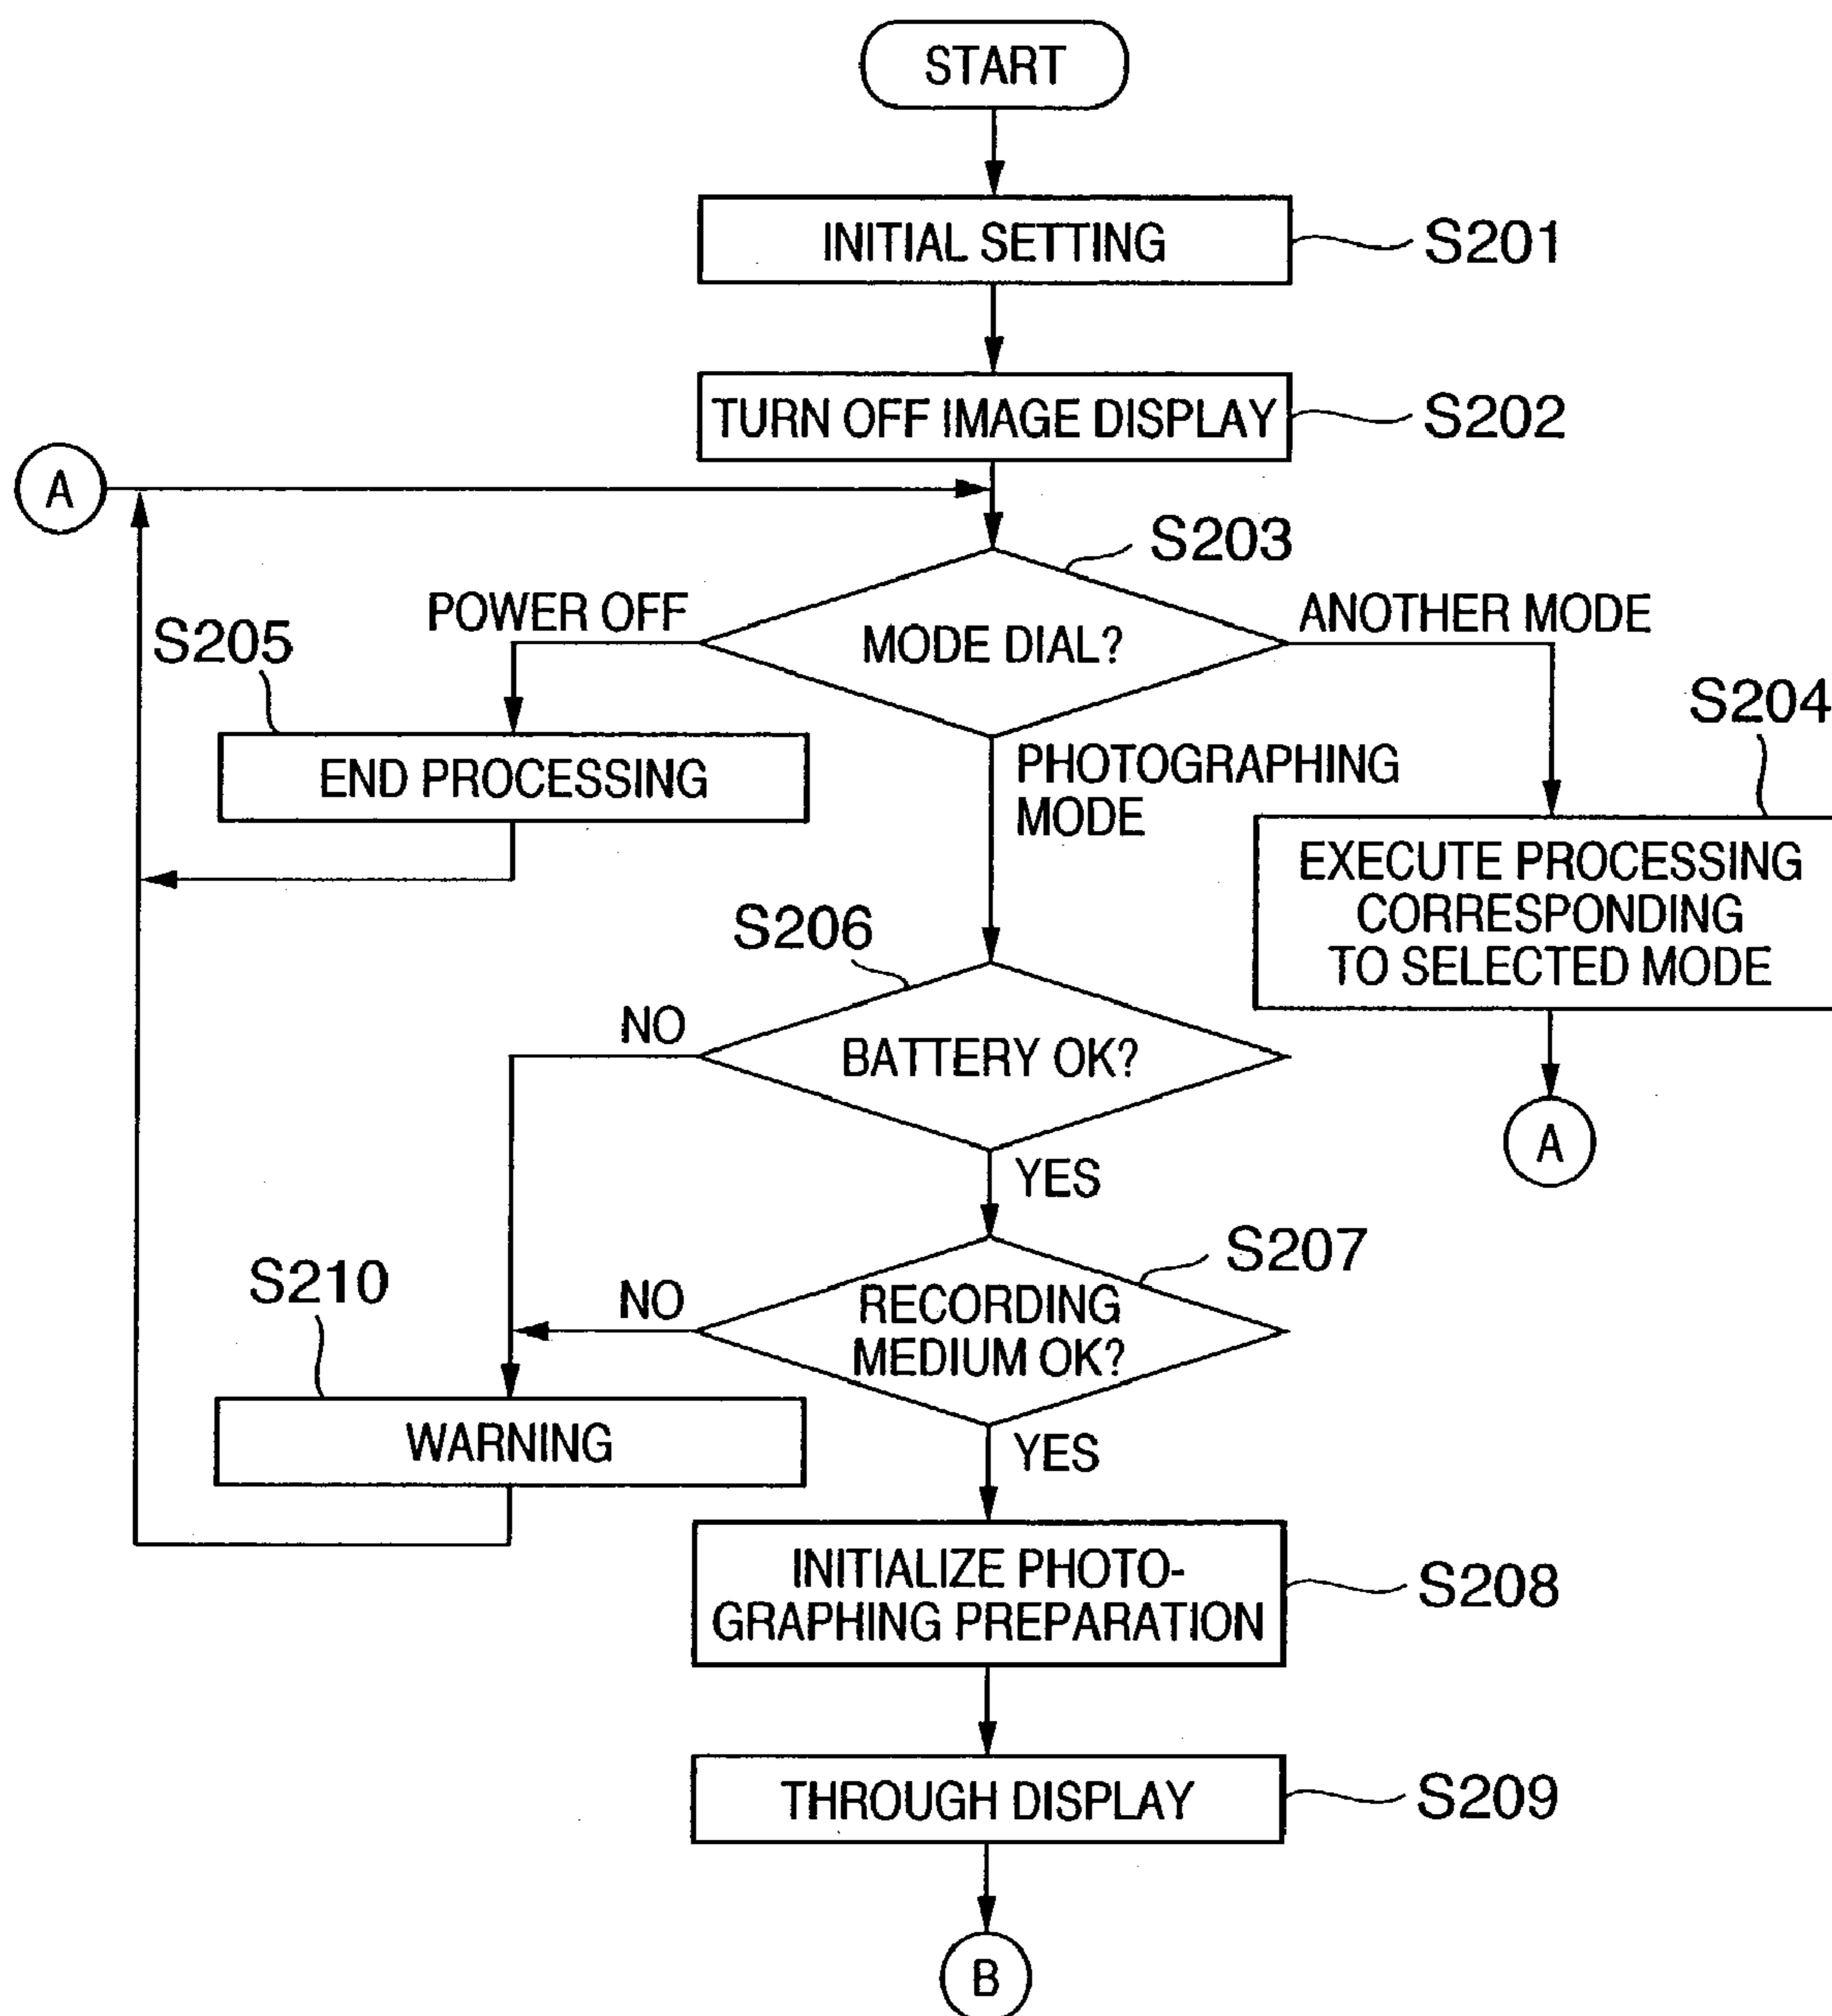 START
INITIAL SETTING
S201
TURN OFF IMAGE DISPLAY
S202
A
S203
POWER OFF
MODE DIAL?
ANOTHER MODE
S205
S204
END PROCESSING
PHOTOGRAPHING
MODE
EXECUTE PROCESSING
CORRESPONDING
TO SELECTED MODE
S206
NO
BATTERY OK?
A
YES
S207
S210
NO
RECORDING
MEDIUM OK?
WARNING
YES
INITIALIZE PHOTO-
GRAPHING PREPARATION
S208
THROUGH DISPLAY
S209
B